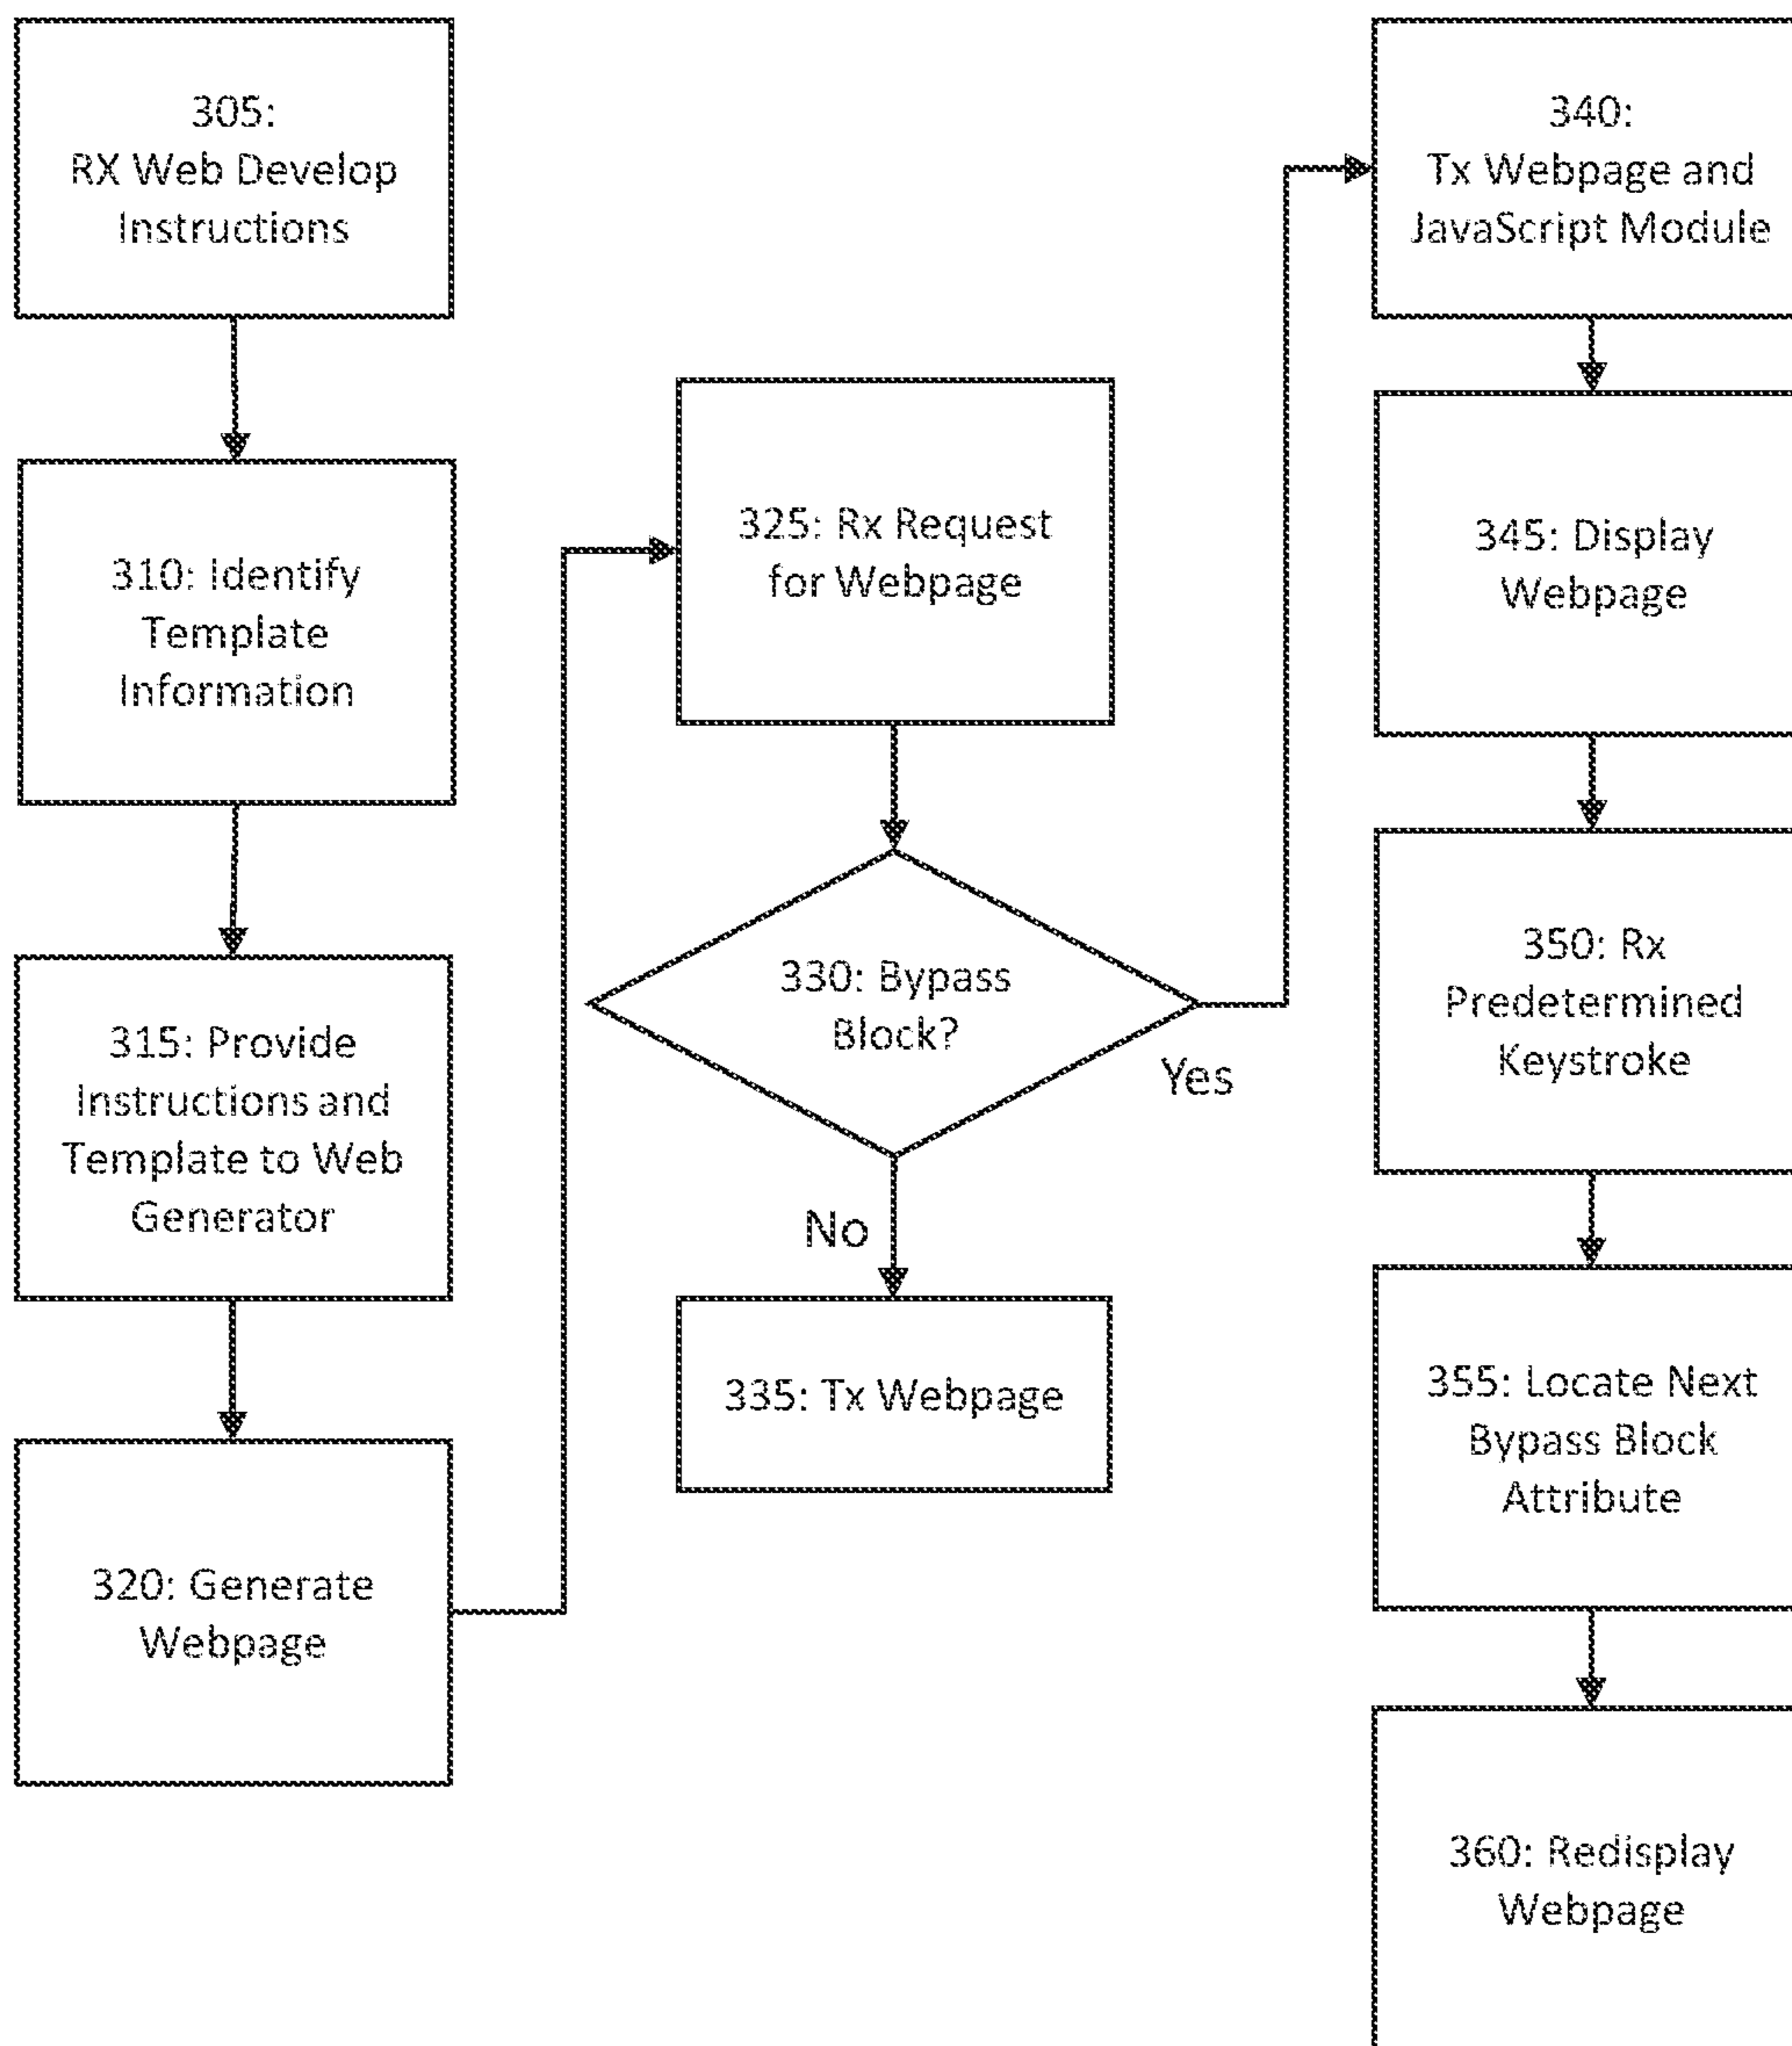 305:
RX Web Develop
Instructions
310: Identify
Template
Information
315: Provide
Instructions and
Template to Web
Generator
320: Generate
Webpage
325: Rx Request
for Webpage
330: Bypass
Block?
Yes
No
335: Tx Webpage
340:
Tx Webpage and
JavaScript Module
345: Display
Webpage
350: Rx
Predetermined
Keystroke
355: Locate Next
Bypass Block
Attribute
360: Redisplay
Webpage